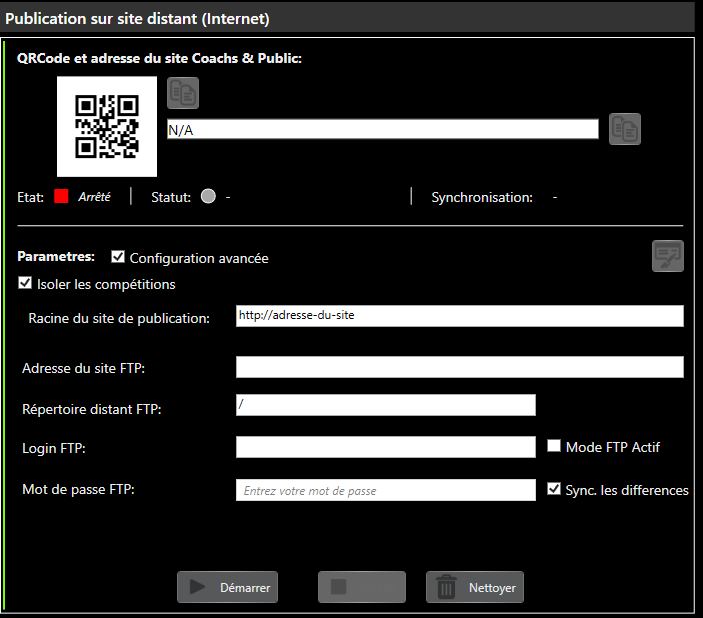 Publication sur site distant (Internet)
QRCode et adresse du site Coachs & Public:
N/A
Etat: Arrêté | Statut: - | Synchronisation: -
Parametres: Configuration avancée
Isoler les compétitions
Racine du site de publication: http://adresse-du-site
Adresse du site FTP:
Répertoire distant FTP: /
Login FTP: Mode FTP Actif
Mot de passe FTP: Entrez votre mot de passe Sync. les differences
Démarrer Nettoyer